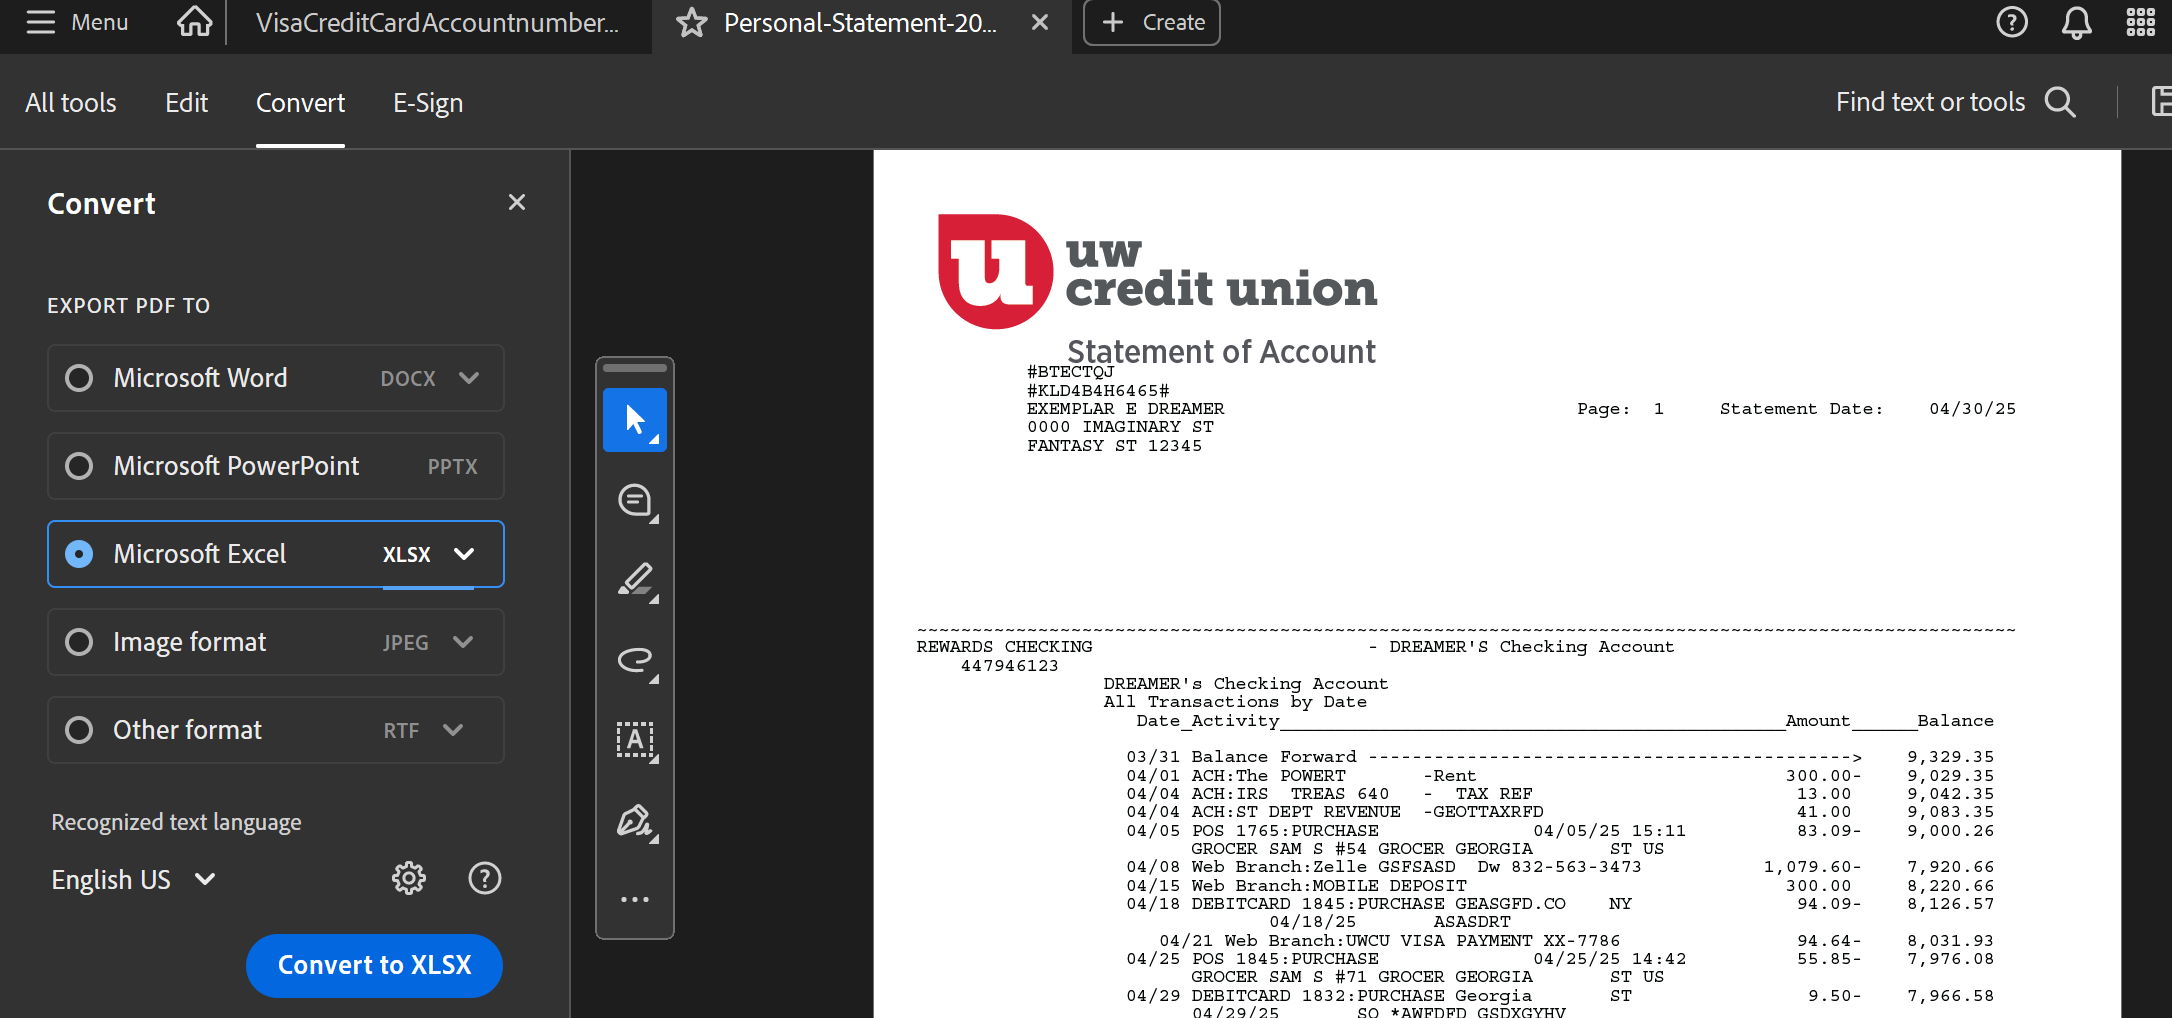 Menu
VisaCreditCardAccountnumber...
Personal-Statement-20...
Create
All tools
Edit
Convert
E-Sign
Find text or tools
Convert
EXPORT PDF TO
Microsoft Word DOCX
Microsoft PowerPoint PPTX
Microsoft Excel XLSX
Image format JPEG
Other format RTF
Recognized text language
English US
Convert to XLSX
A
u
uw
credit union
Statement of Account
#BTECTQJ
#KLD4B4H6465#
EXEMPLAR E DREAMER Page: 1 Statement Date: 04/30/25
0000 IMAGINARY ST
FANTASY ST 12345
~~~~~~~~~~~~~~~~~~~~~~~~~~~~~~~~~~~~~~~~~~~~~~~~~~~~~~~~~~~~~~~~~~~~~~~~~~~~~~~~~~~~~~~~~~~~~~~~~~~~
REWARDS CHECKING - DREAMER'S Checking Account
447946123
DREAMER's Checking Account
All Transactions by Date
Date_Activity______________________________________________Amount______Balance
03/31 Balance Forward --------------------------------------------> 9,329.35
04/01 ACH:The POWERT -Rent 300.00- 9,029.35
04/04 ACH:IRS TREAS 640 - TAX REF 13.00 9,042.35
04/04 ACH:ST DEPT REVENUE -GEOTTAXRFD 41.00 9,083.35
04/05 POS 1765:PURCHASE 04/05/25 15:11 83.09- 9,000.26
GROCER SAM S #54 GROCER GEORGIA ST US
04/08 Web Branch:Zelle GSFSASD Dw 832-563-3473 1,079.60- 7,920.66
04/15 Web Branch:MOBILE DEPOSIT 300.00 8,220.66
04/18 DEBITCARD 1845:PURCHASE GEASGFD.CO NY 94.09- 8,126.57
04/18/25 ASASDRT
04/21 Web Branch:UWCU VISA PAYMENT XX-7786 94.64- 8,031.93
04/25 POS 1845:PURCHASE 04/25/25 14:42 55.85- 7,976.08
GROCER SAM S #71 GROCER GEORGIA ST US
04/29 DEBITCARD 1832:PURCHASE Georgia ST 9.50- 7,966.58
04/29/25 SQ *AWFDFD GSDXGYHV